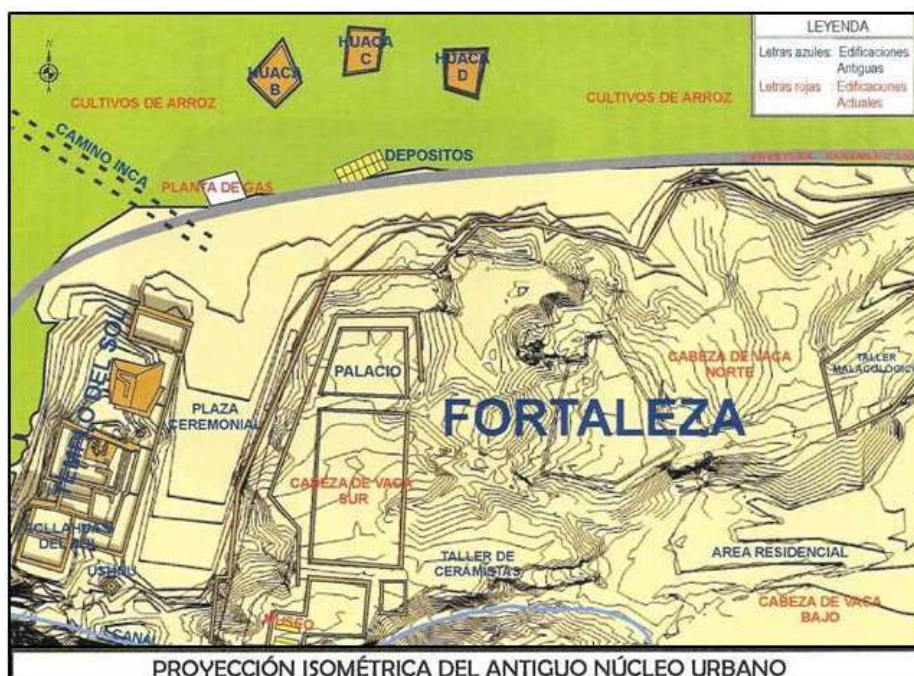 LEYENDA
Letras azules: Edificaciones
Antiguas
Letras rojas : Edificaciones
Actuales
N
HUACA
B
HUACA
C
HUACA
D
CULTIVOS DE ARROZ
CULTIVOS DE ARROZ
CAMINO INCA
PLANTA DE GAS
DEPOSITOS
CARRETERA PANAMERICANA
TEMPLO DEL SOL
PLAZA
CEREMONIAL
PALACIO
CABEZA DE VACA
NORTE
TALLER
MALACOLOGICO
FORTALEZA
CABEZA DE VACA
SUR
ACLLAHUASI
DEL SOL
USHNU
TALLER DE
CERAMISTAS
AREA RESIDENCIAL
CABEZA DE VACA
BAJO
MUSEO
CANAL
PROYECCIÓN ISOMÉTRICA DEL ANTIGUO NÚCLEO URBANO